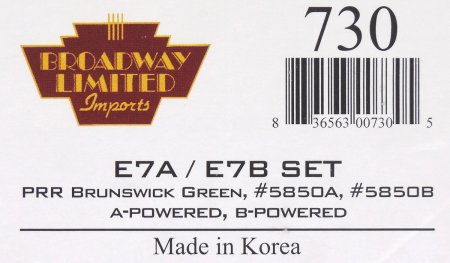 730
BROADWAY
LIMITED
Imports
8 36563 00730 5
E7A / E7B SET
PRR BRUNSWICK GREEN, #5850A, #5850B
A-POWERED, B-POWERED
Made in Korea